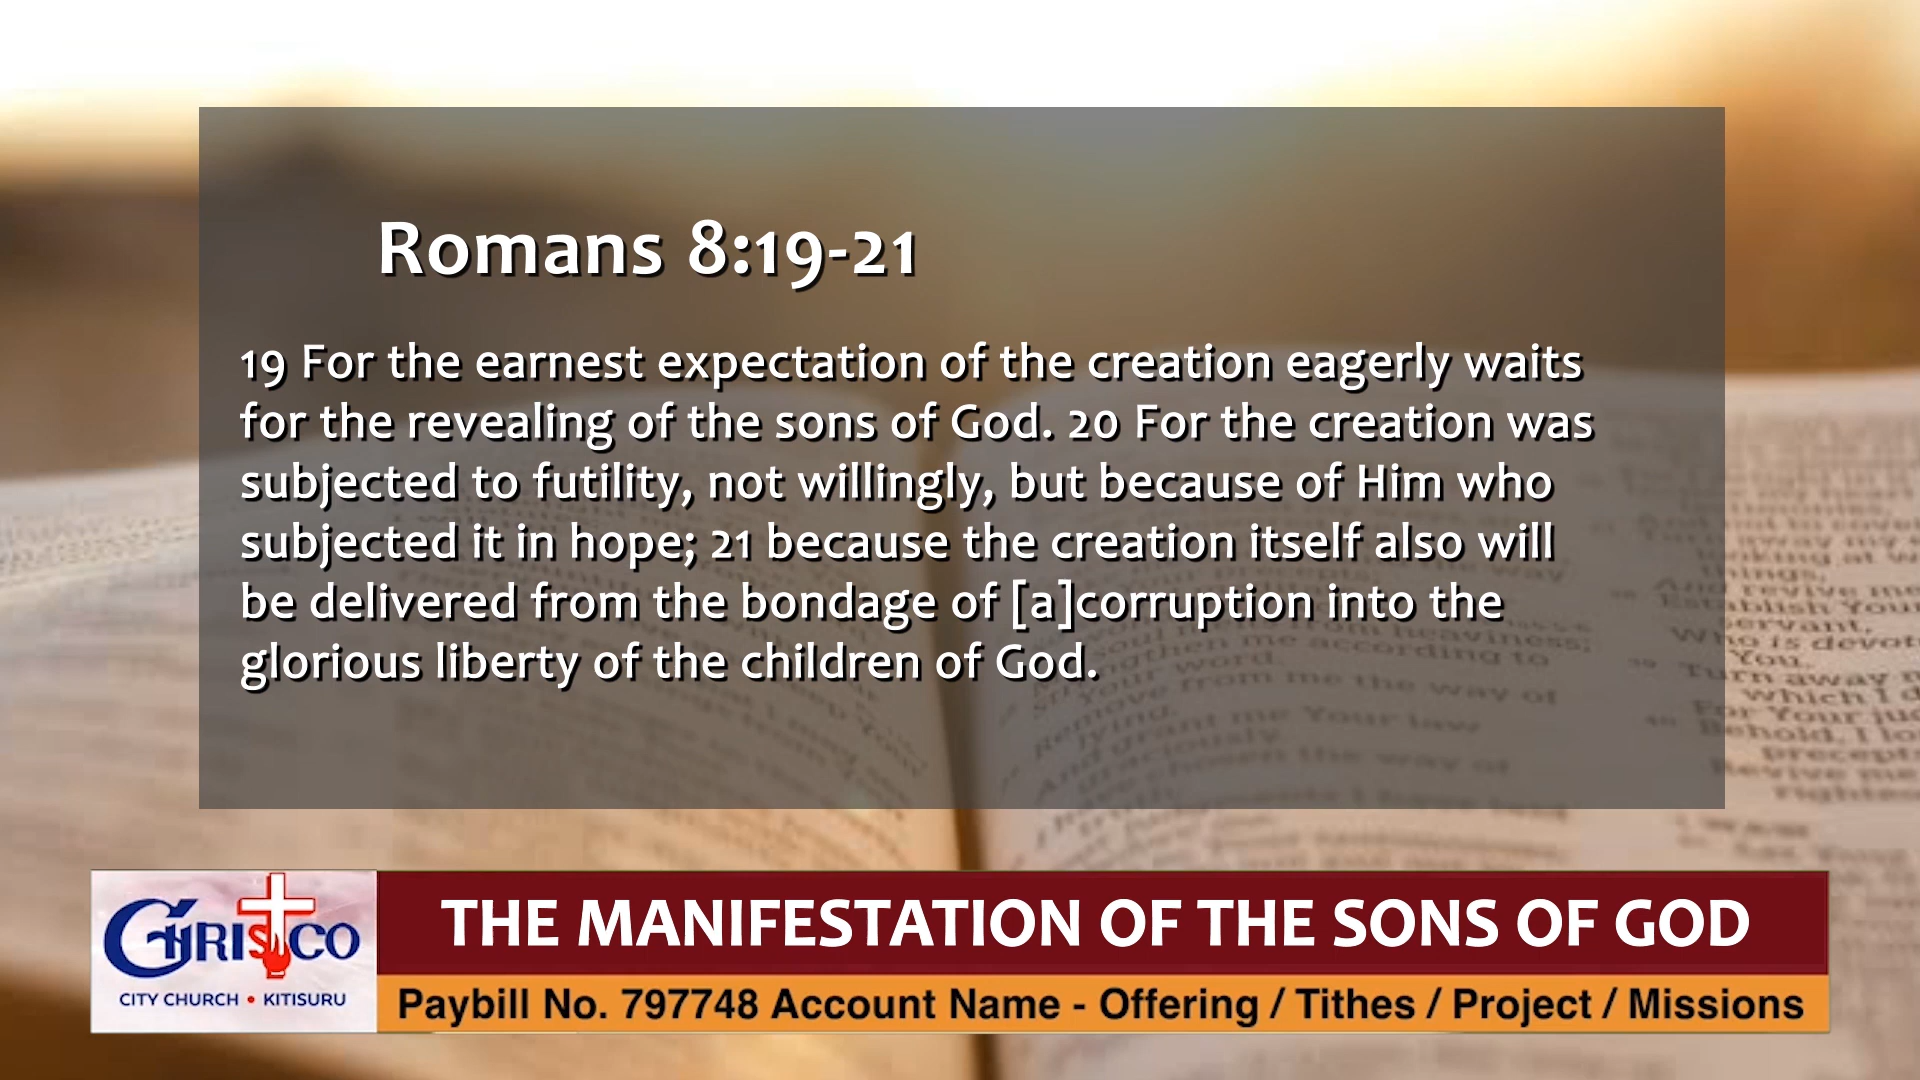 Romans 8:19-21
19 For the earnest expectation of the creation eagerly waits
for the revealing of the sons of God. 20 For the creation was
subjected to futility, not willingly, but because of Him who
subjected it in hope; 21 because the creation itself also will
be delivered from the bondage of [a]corruption into the
glorious liberty of the children of God.
CHRISCO
CITY CHURCH • KITISURU
THE MANIFESTATION OF THE SONS OF GOD
Paybill No. 797748 Account Name - Offering / Tithes / Project / Missions